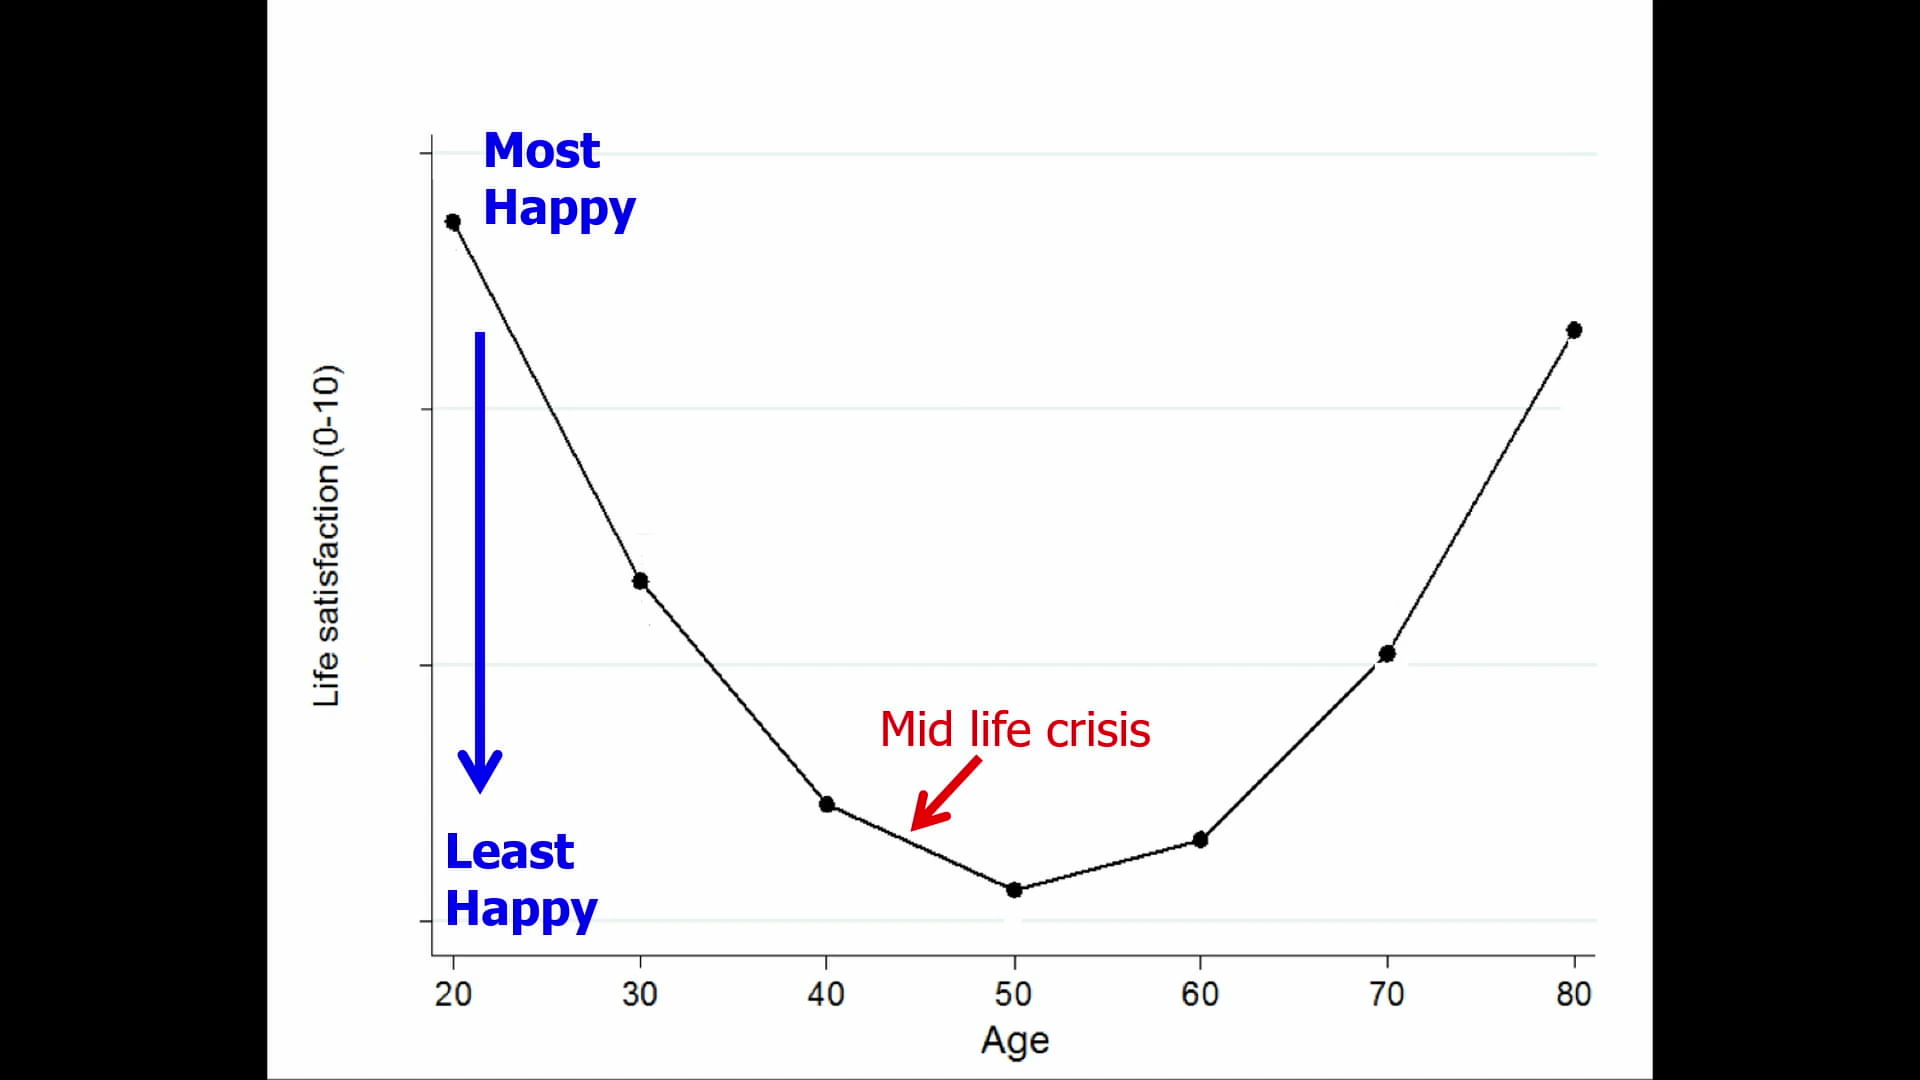 Most
Happy
Life satisfaction (0-10)
Mid life crisis
Least
Happy
20 30 40 50 60 70 80
Age